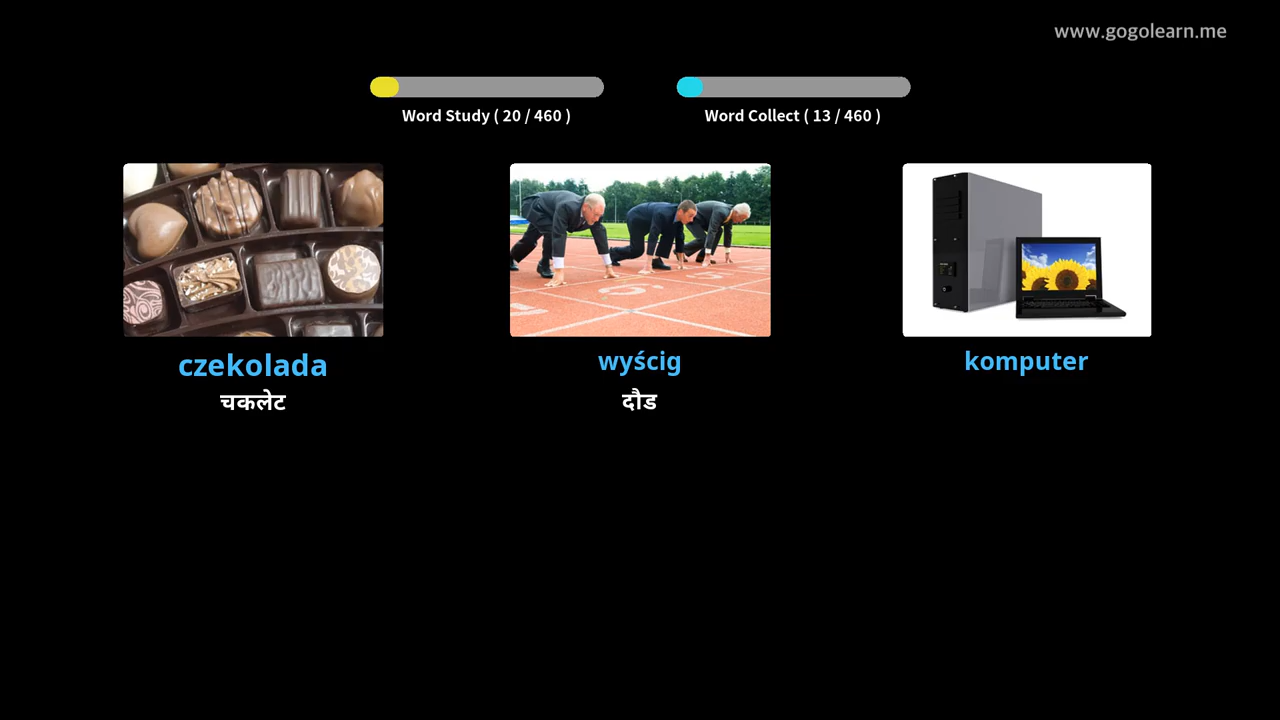 www.gogolearn.me
Word Study ( 20 / 460 )
Word Collect ( 13 / 460 )
czekolada
चकलेट
wyścig
दौड
komputer